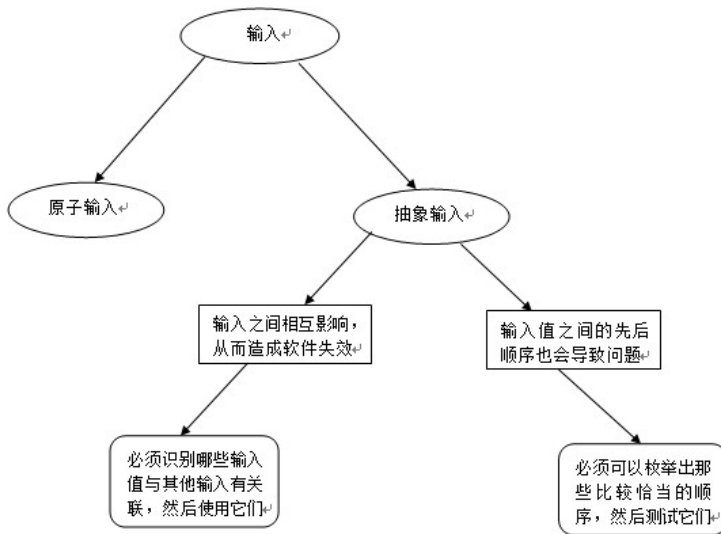 输入
原子输入
抽象输入
输入之间相互影响，
从而造成软件失效
输入值之间的先后
顺序也会导致问题
必须识别哪些输入
值与其他输入有关
联，然后使用它们
必须可以枚举出那
些比较恰当的顺
序，然后测试它们